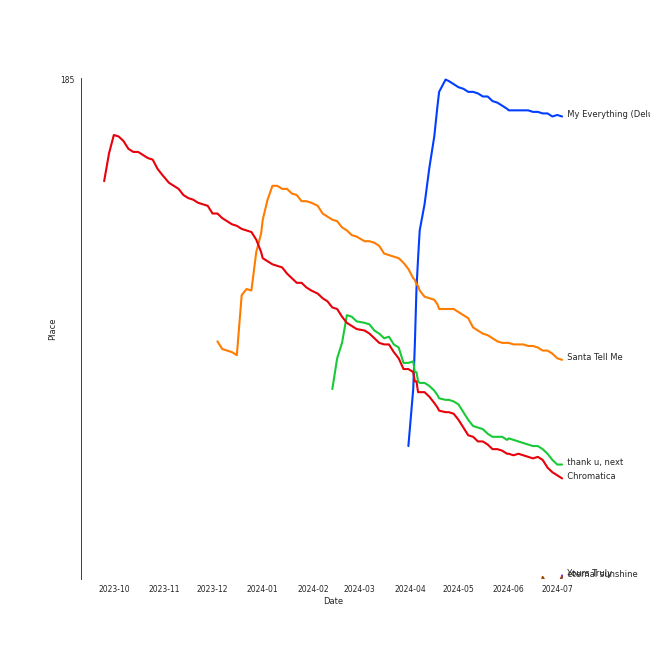 185
My Everything (Delu
Place
Santa Tell Me
thank u, next
Chromatica
Yours Truly
eternal sunshine
2023-10 2023-11 2023-12 2024-01 2024-02 2024-03 2024-04 2024-05 2024-06 2024-07
Date